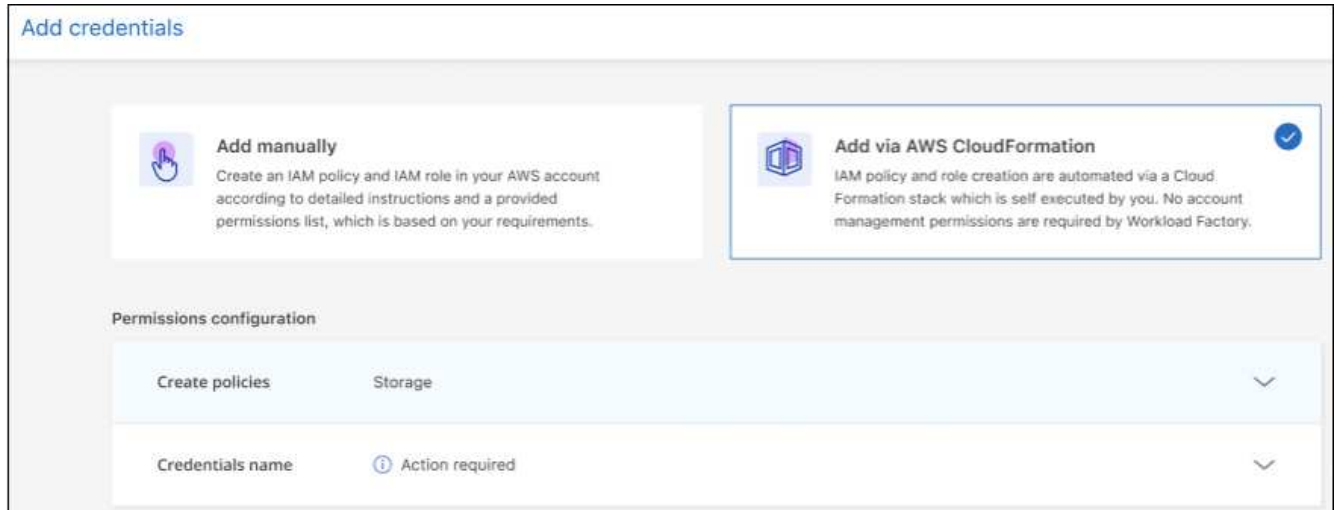 Add credentials
Add manually
Create an IAM policy and IAM role in your AWS account
according to detailed instructions and a provided
permissions list, which is based on your requirements.
Add via AWS CloudFormation
IAM policy and role creation are automated via a Cloud
Formation stack which is self executed by you. No account
management permissions are required by Workload Factory.
Permissions configuration
Create policies Storage
Credentials name Action required